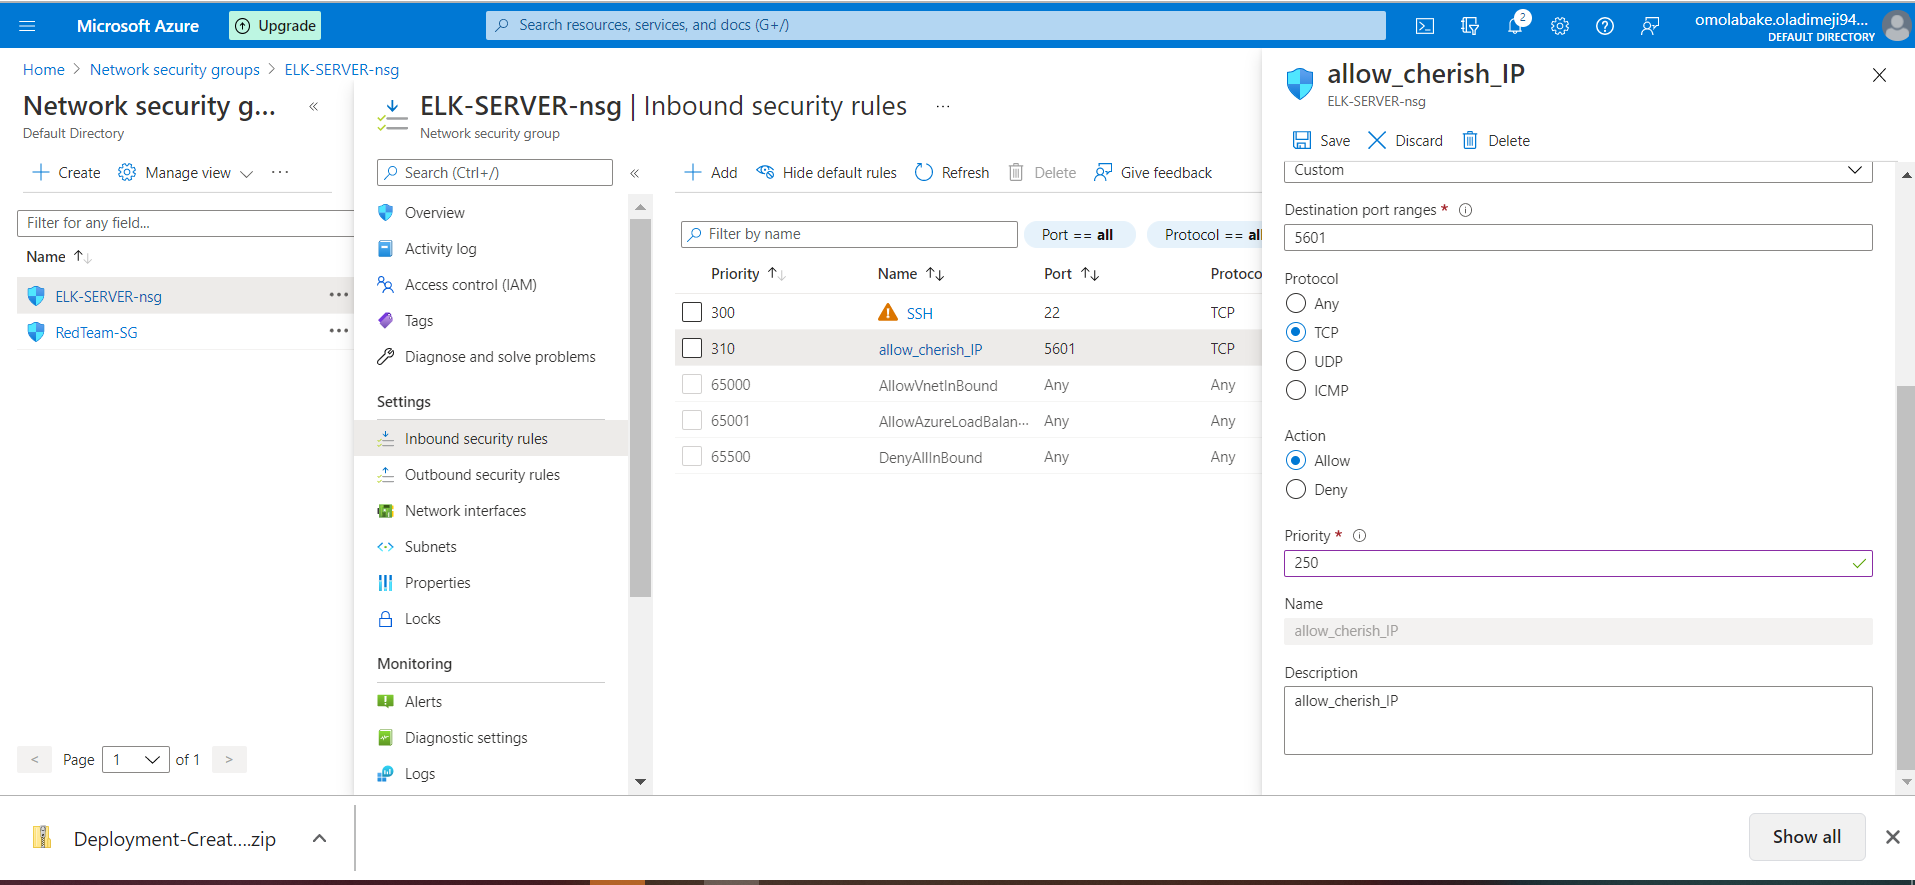 Microsoft Azure
Upgrade
Search resources, services, and docs (G+/)
2
omolabake.oladimeji94...
DEFAULT DIRECTORY
Home > Network security groups > ELK-SERVER-nsg
Network security g...
«
Default Directory
Create
Manage view
...
Filter for any field...
Name ↑↓
ELK-SERVER-nsg
...
RedTeam-SG
...
< Page 1 of 1 >
ELK-SERVER-nsg | Inbound security rules
...
Network security group
Search (Ctrl+/)
«
Overview
Activity log
Access control (IAM)
Tags
Diagnose and solve problems
Settings
Inbound security rules
Outbound security rules
Network interfaces
Subnets
Properties
Locks
Monitoring
Alerts
Diagnostic settings
Logs
Add
Hide default rules
Refresh
Delete
Give feedback
Filter by name
Port == all
Protocol == all
Priority ↑↓ Name ↑↓ Port ↑↓ Protoco
300 SSH 22 TCP
310 allow_cherish_IP 5601 TCP
65000 AllowVnetInBound Any Any
65001 AllowAzureLoadBalan... Any Any
65500 DenyAllInBound Any Any
allow_cherish_IP
ELK-SERVER-nsg
Save
Discard
Delete
Custom
Destination port ranges *
5601
Protocol
Any
TCP
UDP
ICMP
Action
Allow
Deny
Priority *
250
Name
allow_cherish_IP
Description
allow_cherish_IP
Deployment-Creat....zip
Show all